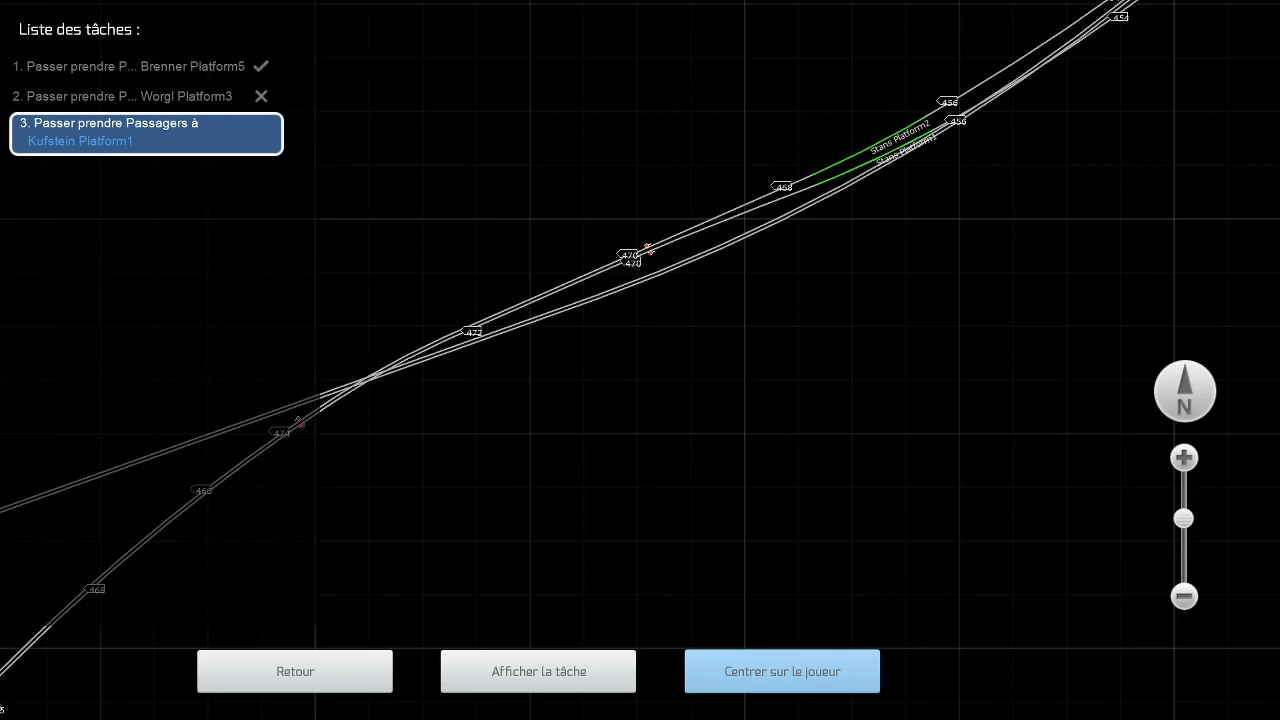 Liste des tâches :
1. Passer prendre P... Brenner Platform5
2. Passer prendre P... Worgl Platform3
3. Passer prendre Passagers à
Kufstein Platform1
454
456
456
Stans Platform2
Stans Platform1
468
470
470
472
474
466
N
Retour
Afficher la tâche
Centrer sur le joueur